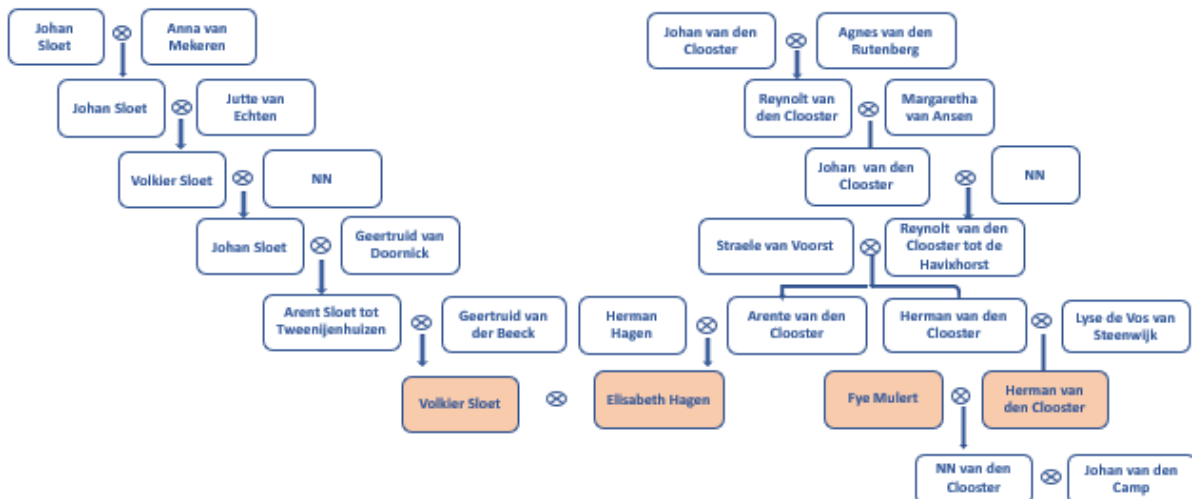 Johan
Sloet
Anna van
Mekeren
Johan van den
Clooster
Agnes van den
Rutenberg
Johan Sloet
Jutte van
Echten
Reynolt van
den Clooster
Margaretha
van Ansen
Volkier Sloet
NN
Johan van den
Clooster
NN
Johan Sloet
Geertruid van
Doornick
Straele van Voorst
Reynolt van den
Clooster tot de
Havixhorst
Arent Sloet tot
Tweenijenhuizen
Geertruid van
der Beeck
Herman
Hagen
Arente van den
Clooster
Herman van den
Clooster
Lyse de Vos van
Steenwijk
Volkier Sloet
Elisabeth Hagen
Fye Mulert
Herman van
den Clooster
NN van den
Clooster
Johan van den
Camp